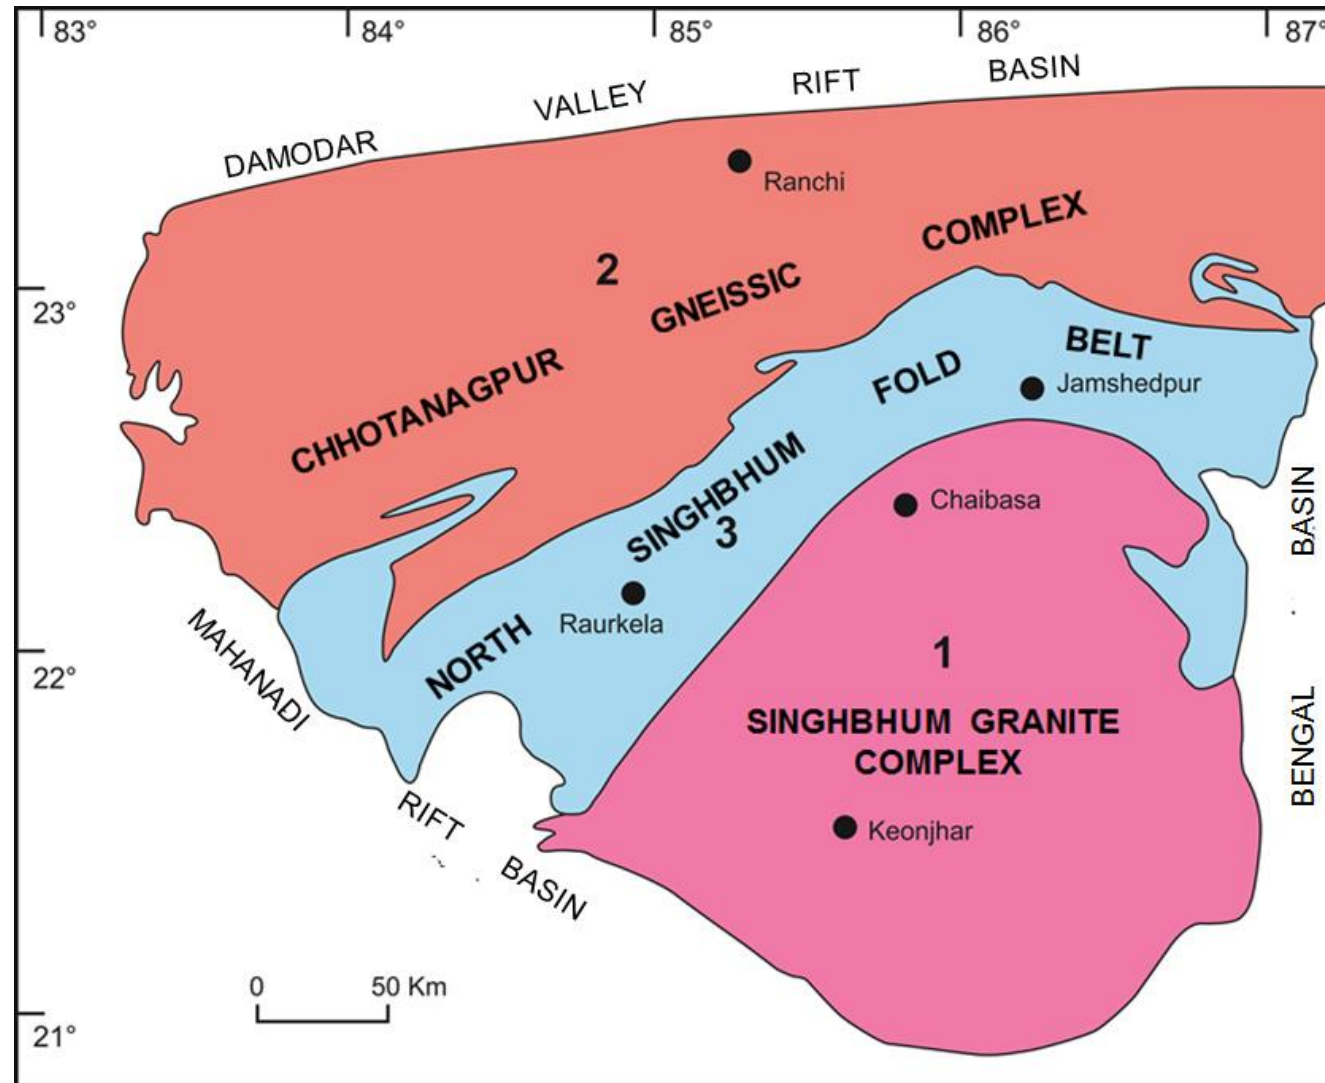 83°
84°
85°
86°
87°
DAMODAR
VALLEY
RIFT
BASIN
Ranchi
COMPLEX
2
GNEISSIC
23°
CHHOTANAGPUR
BELT
FOLD
Jamshedpur
SINGHBHUM
3
Chaibasa
BASIN
Raurkela
MAHANADI
NORTH
22°
1
SINGHBHUM GRANITE
COMPLEX
BENGAL
RIFT
Keonjhar
BASIN
0
50 Km
21°